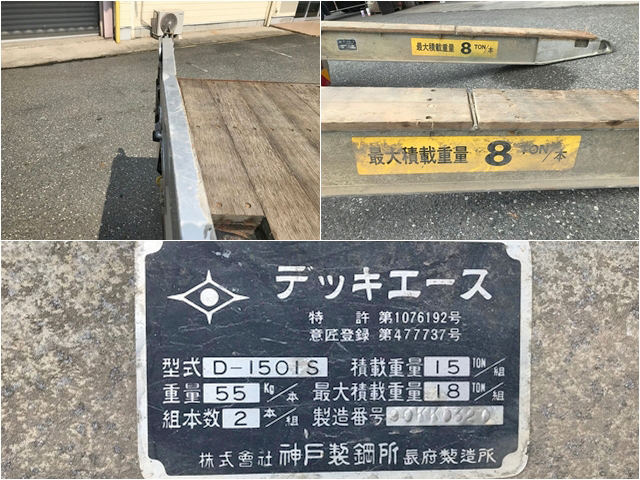 最大積載重量 8 TON/本
最大積載重量 8 TON/本
デッキエース
特許 第1076192号
意匠登録 第477737号
型式 D-1501S 積載重量 15 TON/組
重量 55 Kg/本 最大積載重量 18 TON/組
組本数 2 本/組 製造番号
株式会社 神戸製鋼所 長府製造所